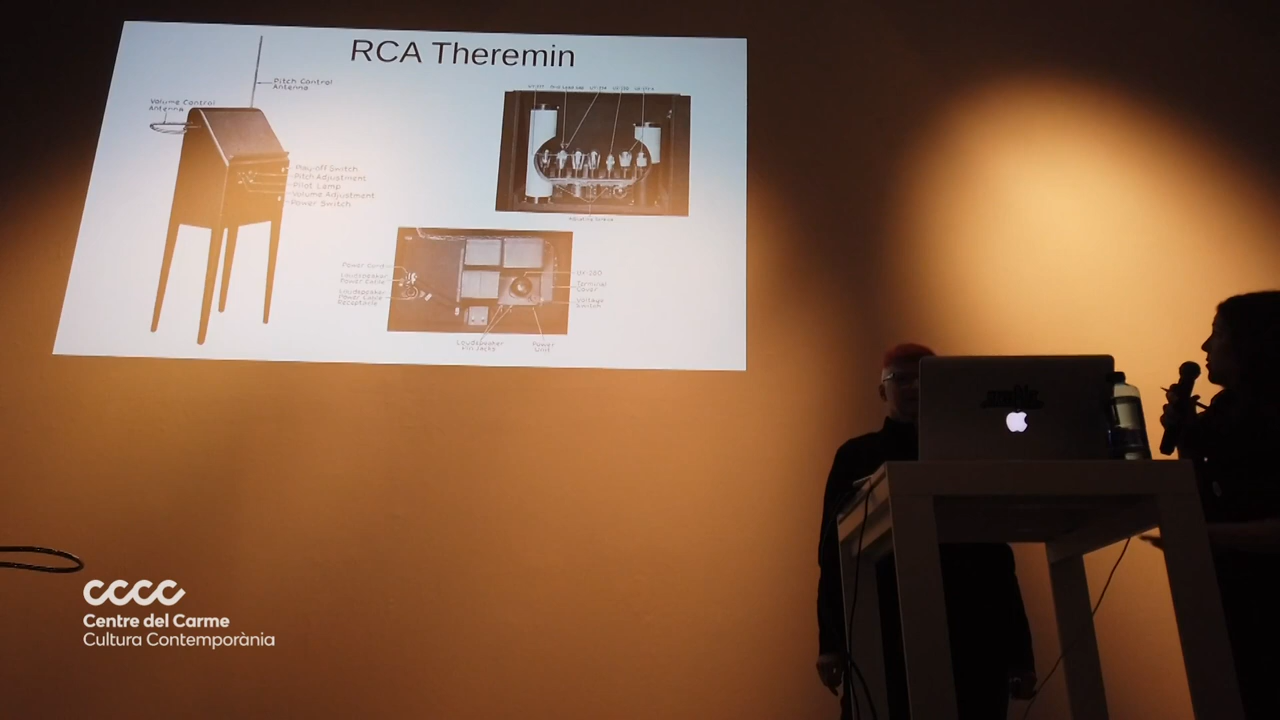 RCA Theremin
Pitch Control
Antenna
Volume Control
Antenna
Play-off Switch
Pitch Adjustment
Pilot Lamp
Volume Adjustment
Power Switch
Power Cord
Loudspeaker
Power Cable
Loudspeaker
Power Cable
Receptacle
UX-280
Terminal
Cover
Voltage
Switch
Loudspeaker
Pin Jacks
Power
Unit
cccc
Centre del Carme
Cultura Contemporània